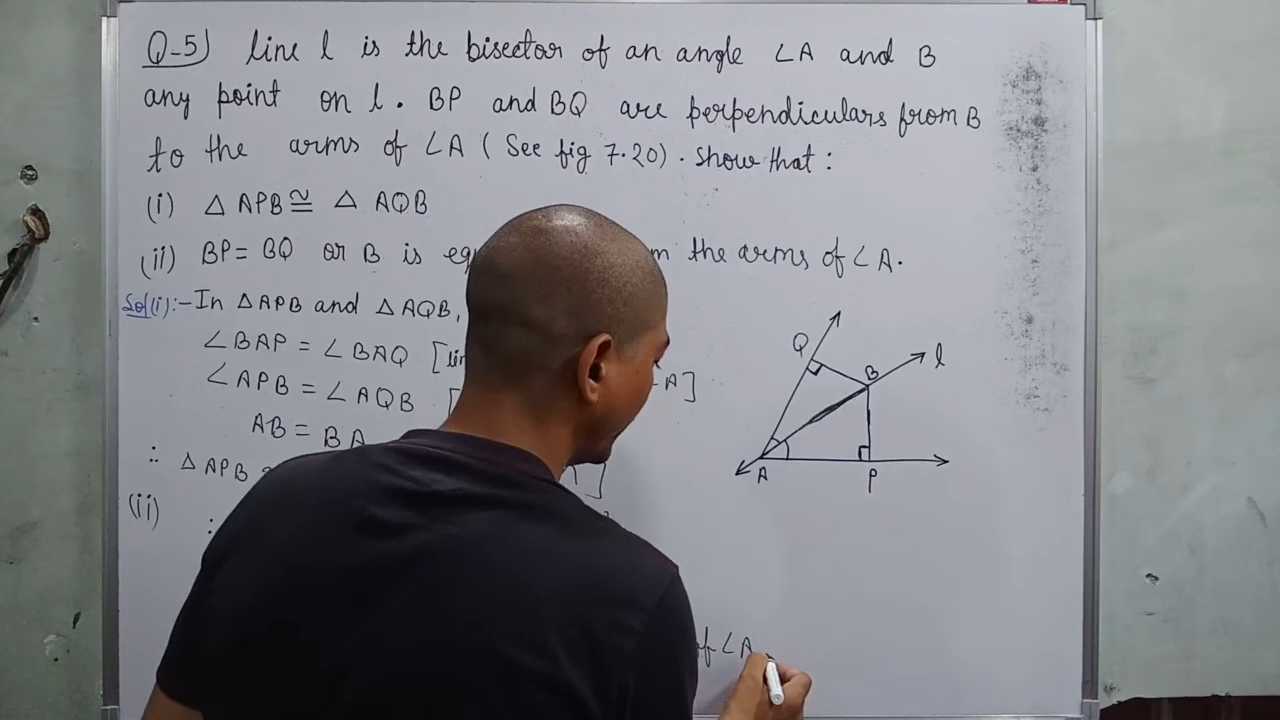 Q-5) line l is the bisector of an angle ∠A and B
any point on l. BP and BQ are perpendiculars from B
to the arms of ∠A (See fig 7.20). Show that:
(i) △ APB ≅ △ AQB
(ii) BP = BQ or B is the arms of ∠A.
Sol(i):- In △APB and △AQB,
∠BAP = ∠BAQ [
∠APB = ∠AQB [ A]
AB = BA
∴ △APB ]
(ii)
:
of ∠A
Q
B
l
A
P